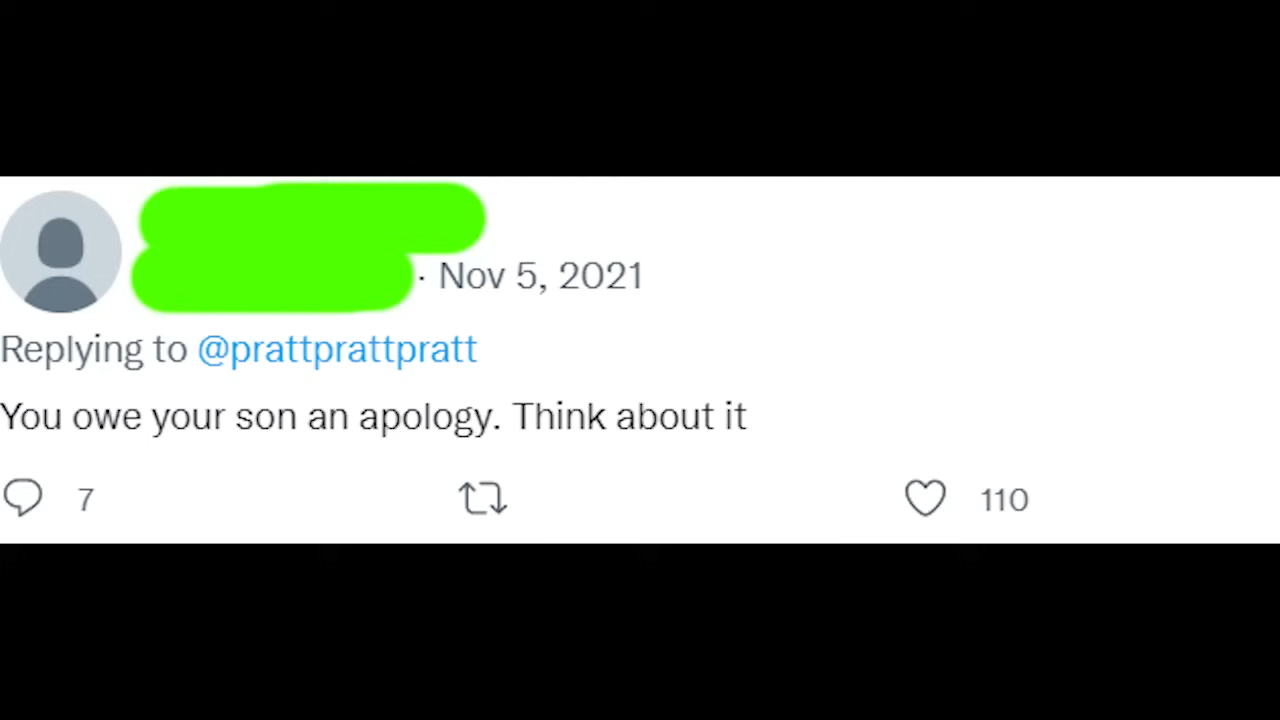 · Nov 5, 2021
Replying to @prattprattpratt
You owe your son an apology. Think about it
7 110